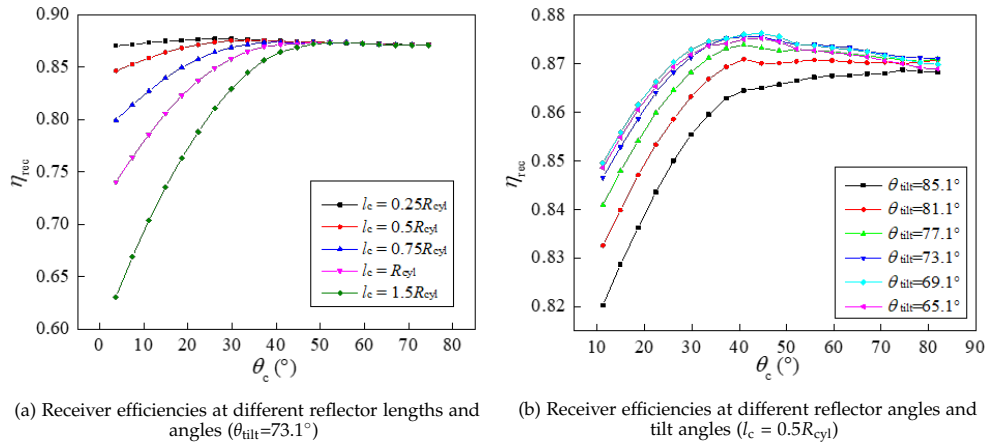 0.90
0.85
0.80
0.75
0.70
0.65
0.60
η_rec
l_c = 0.25R_cyl
l_c = 0.5R_cyl
l_c = 0.75R_cyl
l_c = R_cyl
l_c = 1.5R_cyl
0 10 20 30 40 50 60 70 80
θ_c (°)
(a) Receiver efficiencies at different reflector lengths and
angles (θ_tilt=73.1°)
0.88
0.87
0.86
0.85
0.84
0.83
0.82
η_rec
θ_tilt=85.1°
θ_tilt=81.1°
θ_tilt=77.1°
θ_tilt=73.1°
θ_tilt=69.1°
θ_tilt=65.1°
10 20 30 40 50 60 70 80 90
θ_c (°)
(b) Receiver efficiencies at different reflector angles and
tilt angles (l_c = 0.5R_cyl)